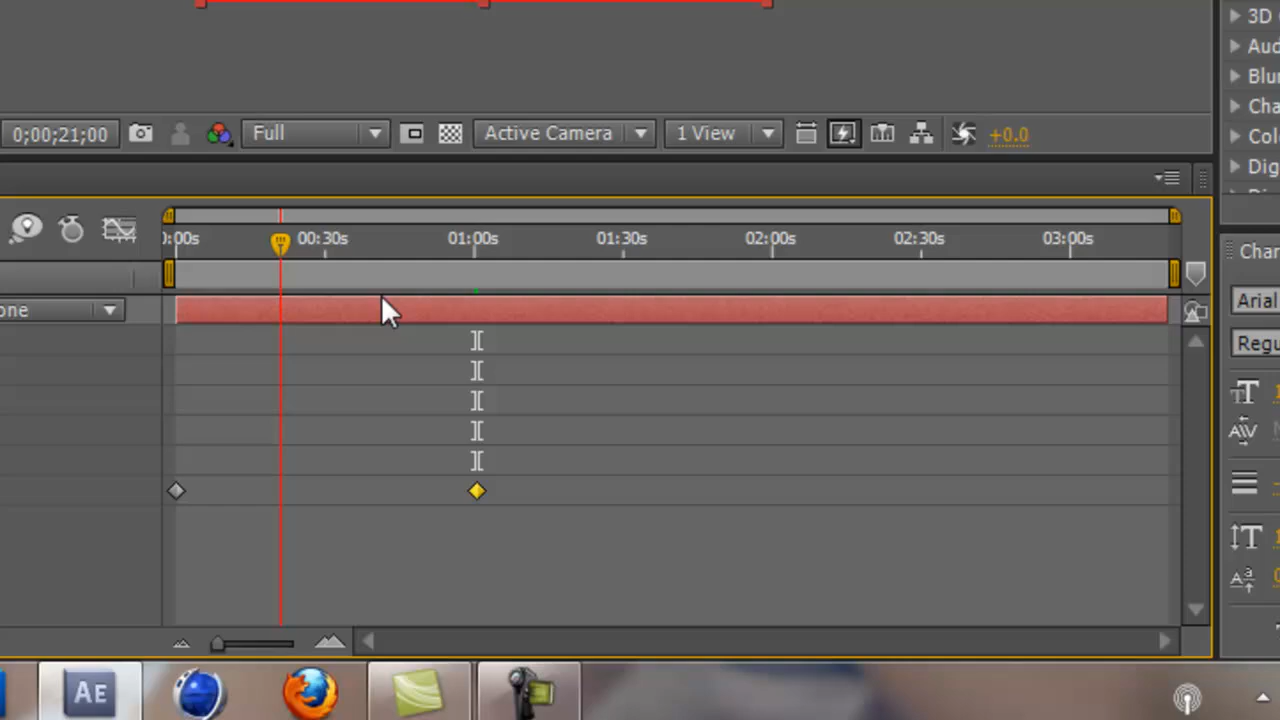 3D
Aud
Blu
Cha
0;00;21;00 Full Active Camera 1 View +0.0
Col
Dig
:00s 00:30s 01:00s 01:30s 02:00s 02:30s 03:00s
Char
Arial
one
Regu
AE